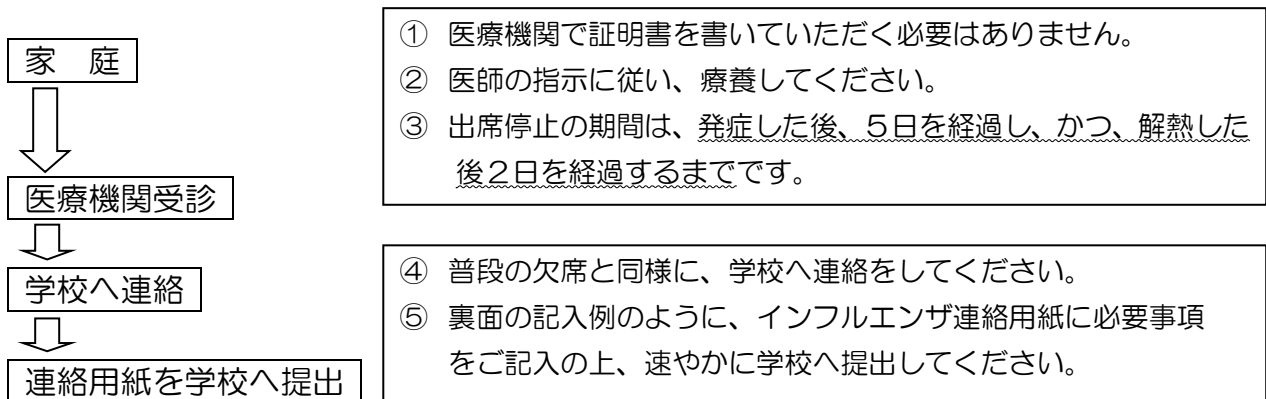 家　庭
医療機関受診
学校へ連絡
連絡用紙を学校へ提出
① 医療機関で証明書を書いていただく必要はありません。
② 医師の指示に従い、療養してください。
③ 出席停止の期間は、発症した後、５日を経過し、かつ、解熱した
後２日を経過するまでです。
④ 普段の欠席と同様に、学校へ連絡をしてください。
⑤ 裏面の記入例のように、インフルエンザ連絡用紙に必要事項
をご記入の上、速やかに学校へ提出してください。